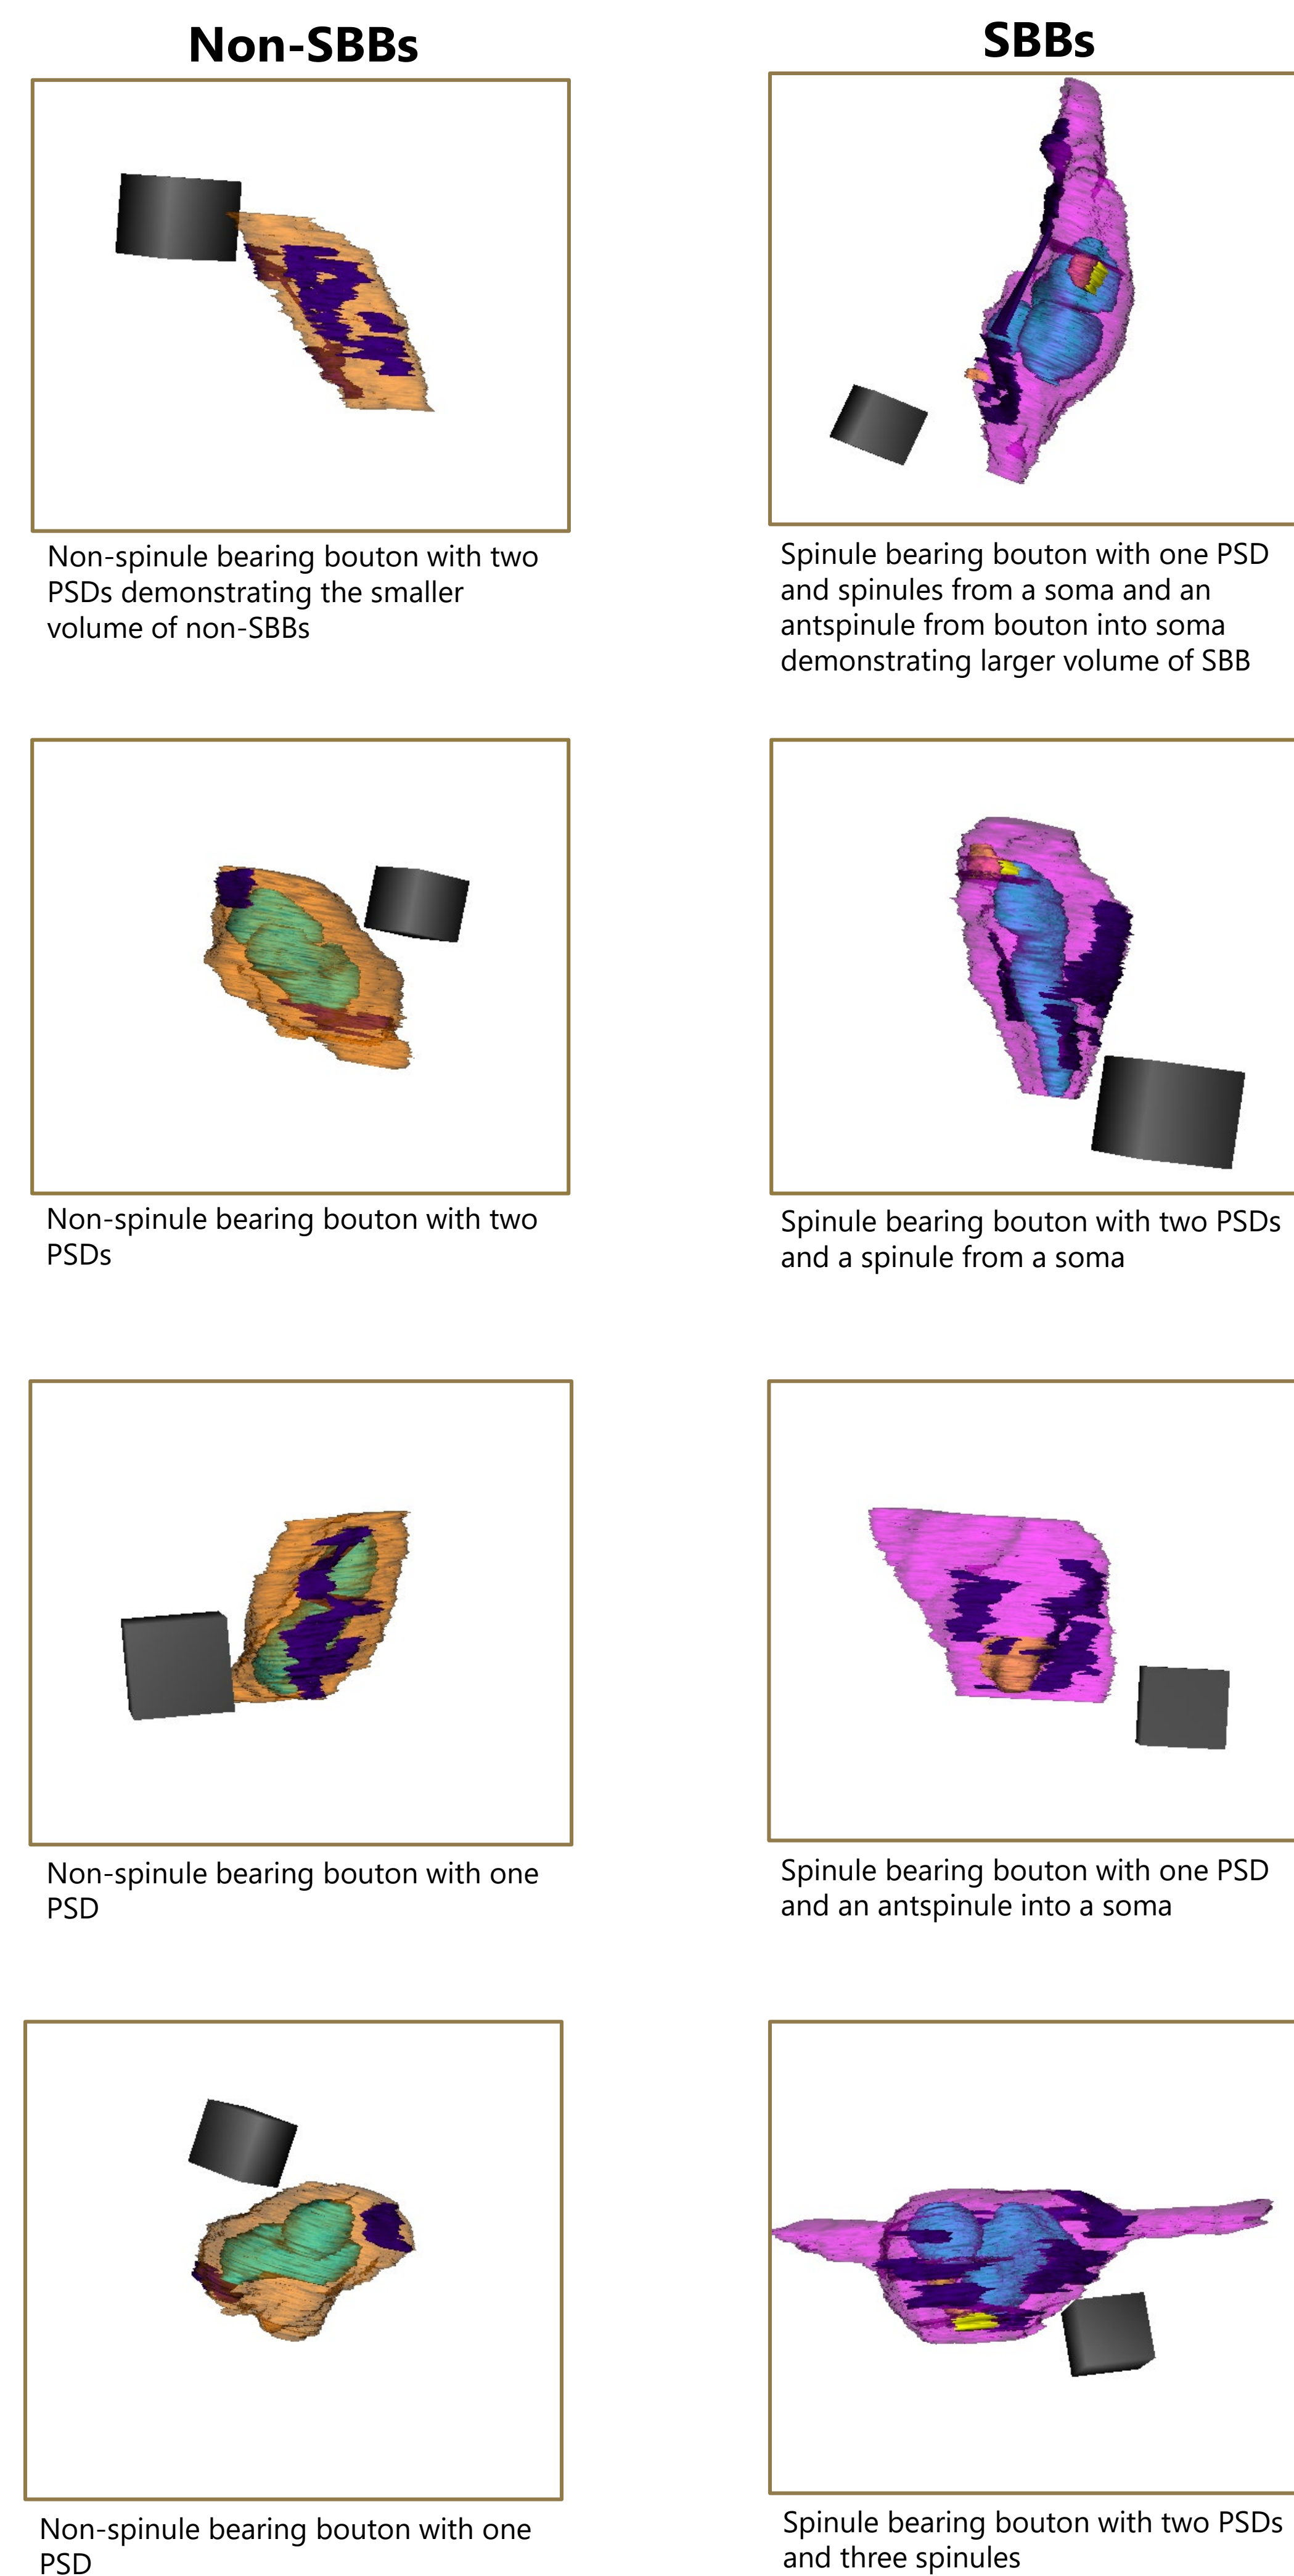 Non-SBBs
SBBs
Non-spinule bearing bouton with two
PSDs demonstrating the smaller
volume of non-SBBs
Spinule bearing bouton with one PSD
and spinules from a soma and an
antspinule from bouton into soma
demonstrating larger volume of SBB
Non-spinule bearing bouton with two
PSDs
Spinule bearing bouton with two PSDs
and a spinule from a soma
Non-spinule bearing bouton with one
PSD
Spinule bearing bouton with one PSD
and an antspinule into a soma
Non-spinule bearing bouton with one
PSD
Spinule bearing bouton with two PSDs
and three spinules